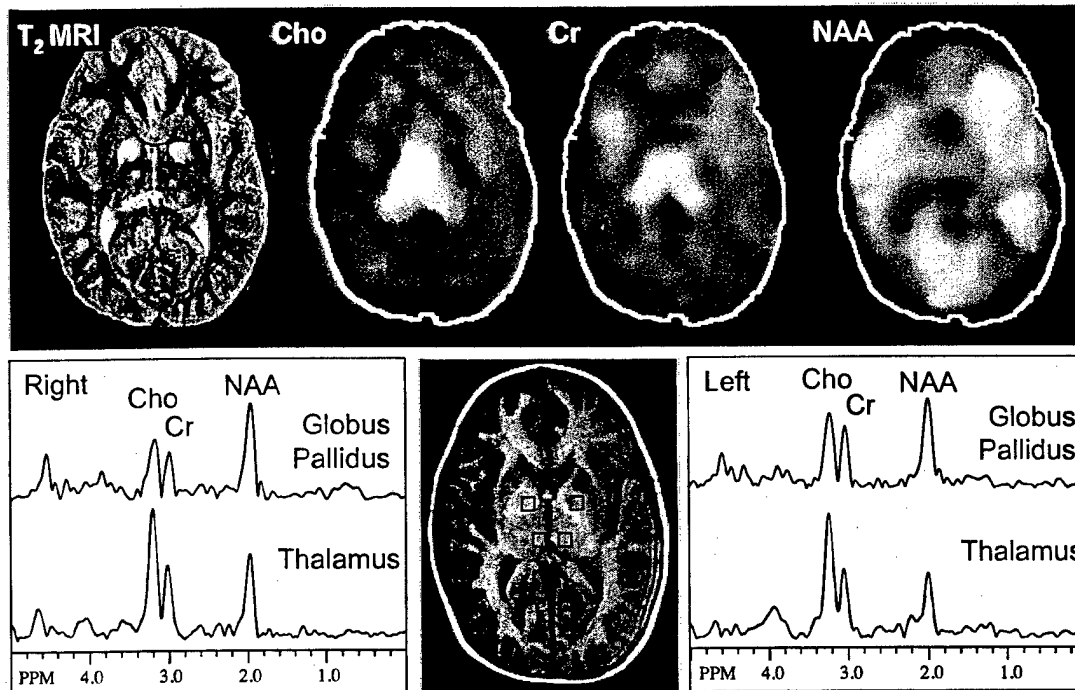 T2 MRI
Cho
Cr
NAA
Right
Cho
Cr
NAA
Globus
Pallidus
Thalamus
PPM 4.0 3.0 2.0 1.0
Left
Cho
Cr
NAA
Globus
Pallidus
Thalamus
PPM 4.0 3.0 2.0 1.0